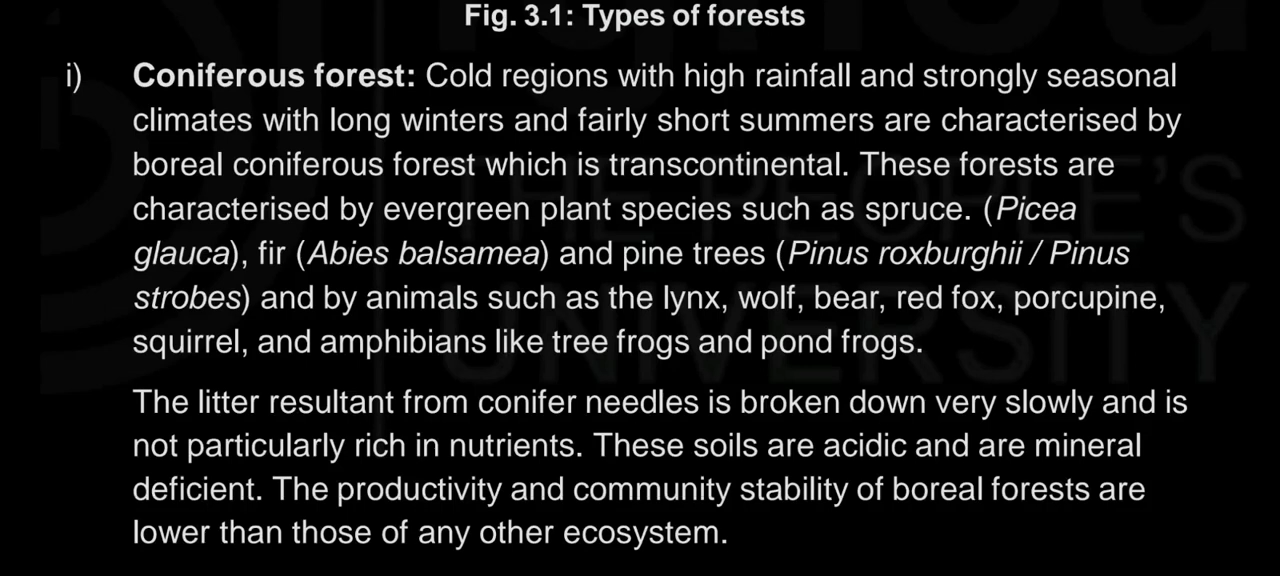 Fig. 3.1: Types of forests
i) Coniferous forest: Cold regions with high rainfall and strongly seasonal
climates with long winters and fairly short summers are characterised by
boreal coniferous forest which is transcontinental. These forests are
characterised by evergreen plant species such as spruce. (Picea
glauca), fir (Abies balsamea) and pine trees (Pinus roxburghii / Pinus
strobes) and by animals such as the lynx, wolf, bear, red fox, porcupine,
squirrel, and amphibians like tree frogs and pond frogs.
THE PEOPLE'S
UNIVERSITY
The litter resultant from conifer needles is broken down very slowly and is
not particularly rich in nutrients. These soils are acidic and are mineral
deficient. The productivity and community stability of boreal forests are
lower than those of any other ecosystem.